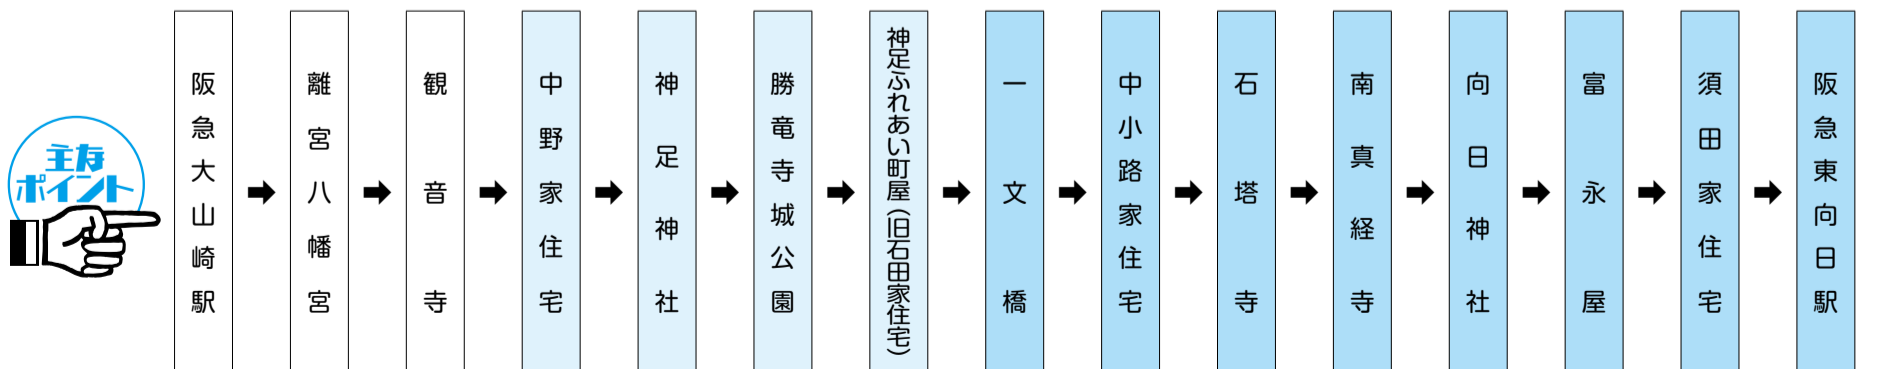 主な
ポイント
阪急大山崎駅
離宮八幡宮
観音寺
中野家住宅
神足神社
勝竜寺城公園
神足ふれあい町屋(旧石田家住宅)
一文橋
中小路家住宅
石塔寺
南真経寺
向日神社
富永屋
須田家住宅
阪急東向日駅